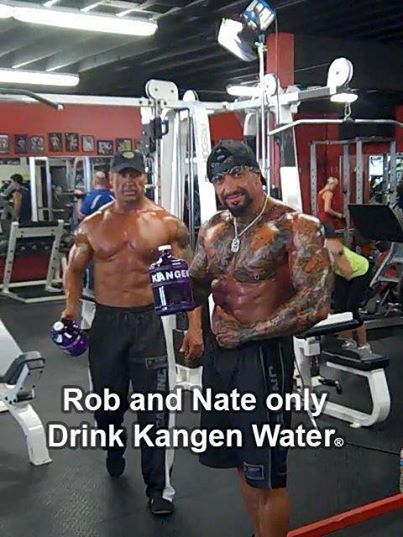 KANGEN
Rob and Nate only
Drink Kangen Water®